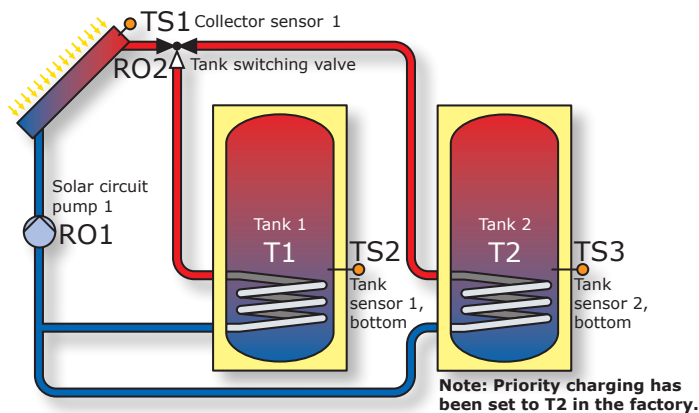 TS1 Collector sensor 1
RO2
Tank switching valve
Solar circuit
pump 1
RO1
Tank 1
T1
TS2
Tank
sensor 1,
bottom
Tank 2
T2
TS3
Tank
sensor 2,
bottom
Note: Priority charging has
been set to T2 in the factory.